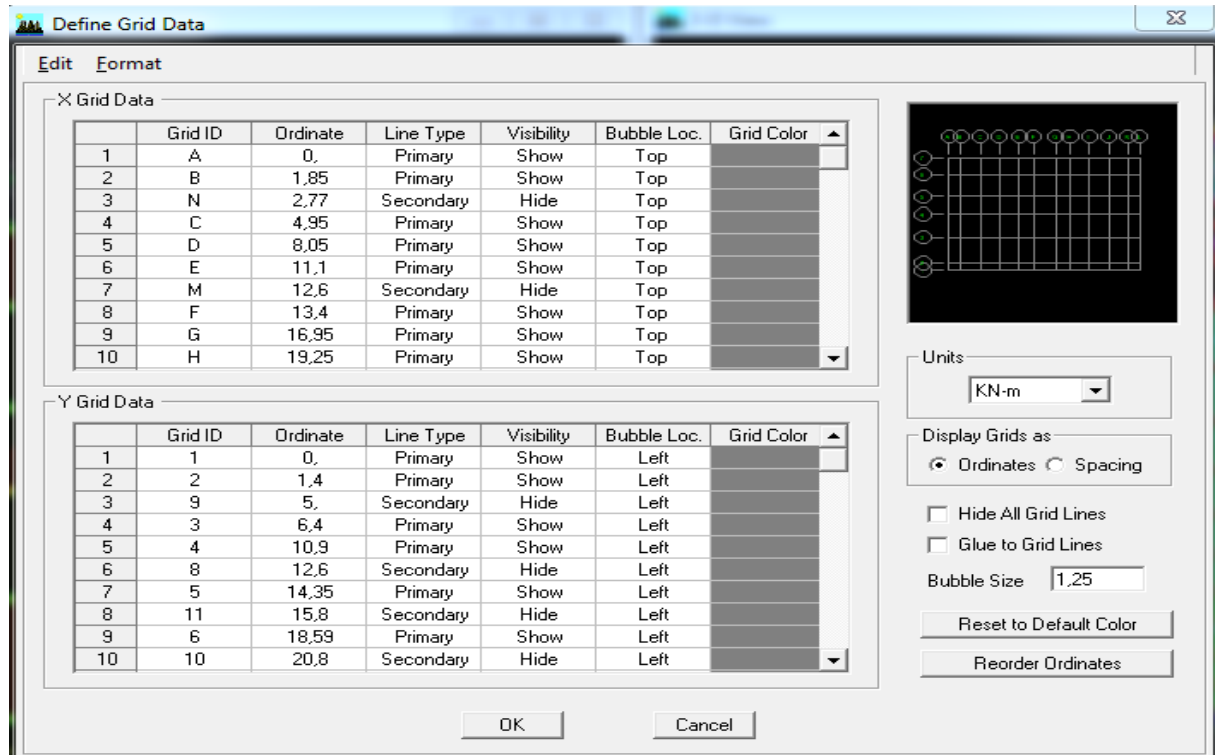 Define Grid Data
Edit Format
X Grid Data
Grid ID Ordinate Line Type Visibility Bubble Loc. Grid Color
1 A 0, Primary Show Top
2 B 1,85 Primary Show Top
3 N 2,77 Secondary Hide Top
4 C 4,95 Primary Show Top
5 D 8,05 Primary Show Top
6 E 11,1 Primary Show Top
7 M 12,6 Secondary Hide Top
8 F 13,4 Primary Show Top
9 G 16,95 Primary Show Top
10 H 19,25 Primary Show Top
Y Grid Data
Grid ID Ordinate Line Type Visibility Bubble Loc. Grid Color
1 1 0, Primary Show Left
2 2 1,4 Primary Show Left
3 9 5, Secondary Hide Left
4 3 6,4 Primary Show Left
5 4 10,9 Primary Show Left
6 8 12,6 Secondary Hide Left
7 5 14,35 Primary Show Left
8 11 15,8 Secondary Hide Left
9 6 18,59 Primary Show Left
10 10 20,8 Secondary Hide Left
Units
KN-m
Display Grids as
Ordinates Spacing
Hide All Grid Lines
Glue to Grid Lines
Bubble Size 1,25
Reset to Default Color
Reorder Ordinates
OK Cancel